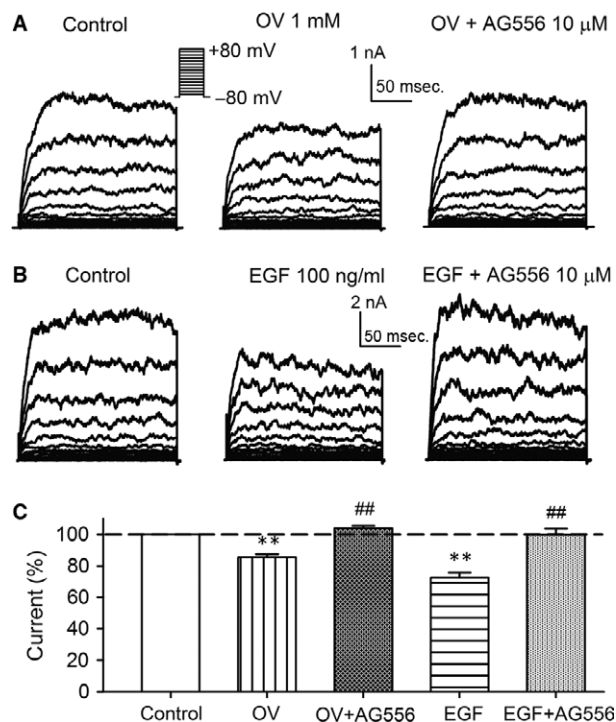 A
Control
OV 1 mM
OV + AG556 10 μM
+80 mV
−80 mV
1 nA
50 msec.
B
Control
EGF 100 ng/ml
EGF + AG556 10 μM
2 nA
50 msec.
C
Current (%)
100
80
60
40
20
0
**
##
**
##
Control
OV
OV+AG556
EGF
EGF+AG556